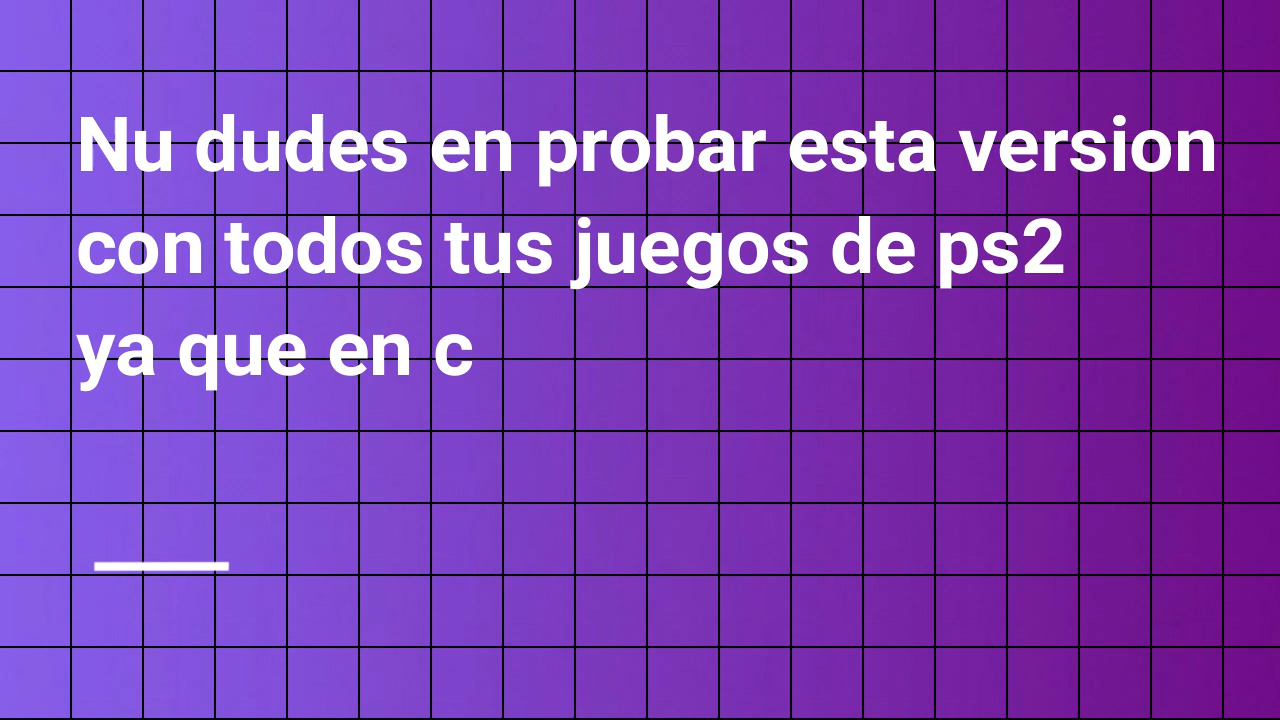 Nu dudes en probar esta version
con todos tus juegos de ps2
ya que en c